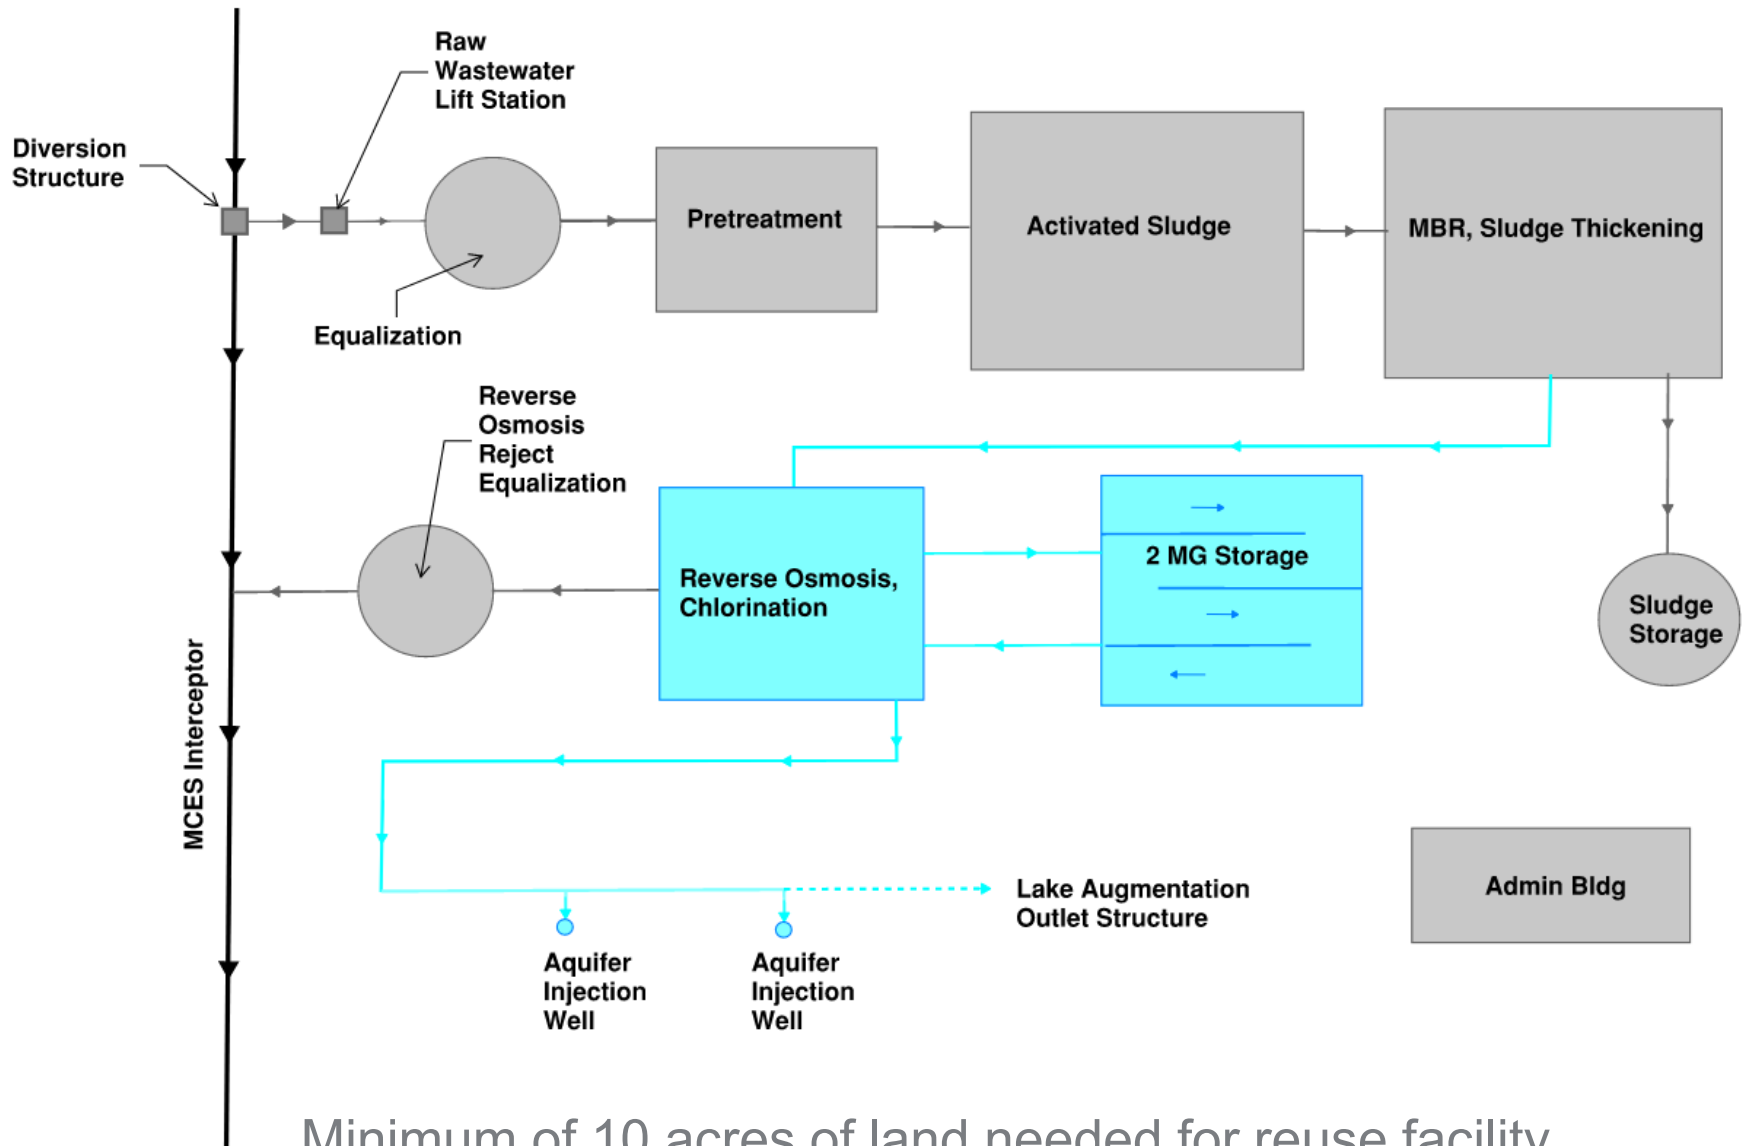 Raw
Wastewater
Lift Station
Diversion
Structure
Pretreatment
Activated Sludge
MBR, Sludge Thickening
Equalization
Reverse
Osmosis
Reject
Equalization
2 MG Storage
Reverse Osmosis,
Chlorination
Sludge
Storage
MCES Interceptor
Admin Bldg
Lake Augmentation
Outlet Structure
Aquifer
Injection
Well
Aquifer
Injection
Well
Minimum of 10 acres of land needed for reuse facility